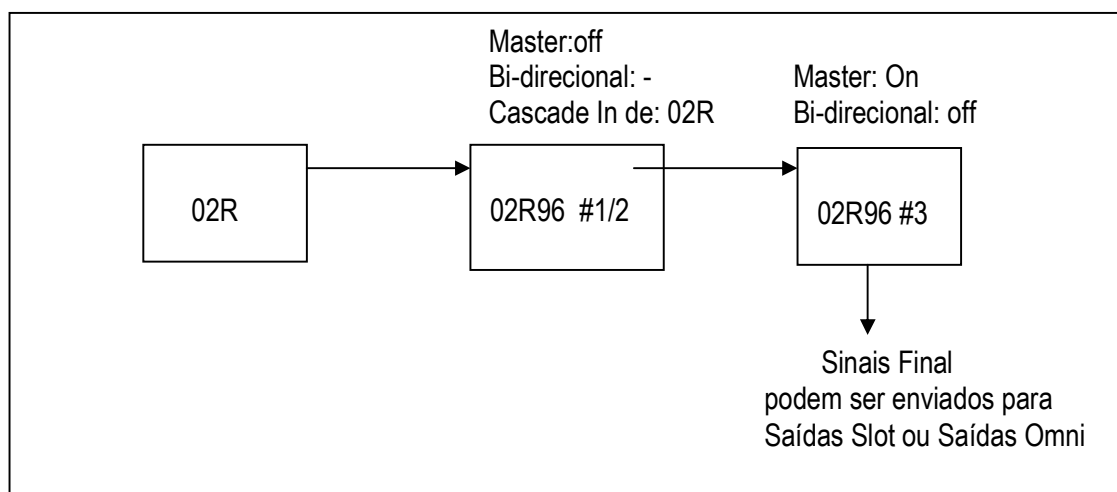 Master:off
Bi-direcional: -
Cascade In de: 02R
Master: On
Bi-direcional: off
02R
02R96 #1/2
02R96 #3
Sinais Final
podem ser enviados para
Saídas Slot ou Saídas Omni